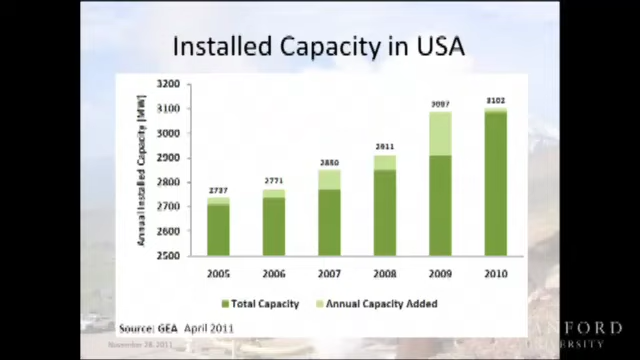 Installed Capacity in USA
Annual Installed Capacity (MW)
3200
3100
3000
2900
2800
2700
2600
2500
2737
2771
2850
2911
3087
3102
2005 2006 2007 2008 2009 2010
Total Capacity Annual Capacity Added
Source: GEA April 2011
November 28, 2011
STANFORD
UNIVERSITY